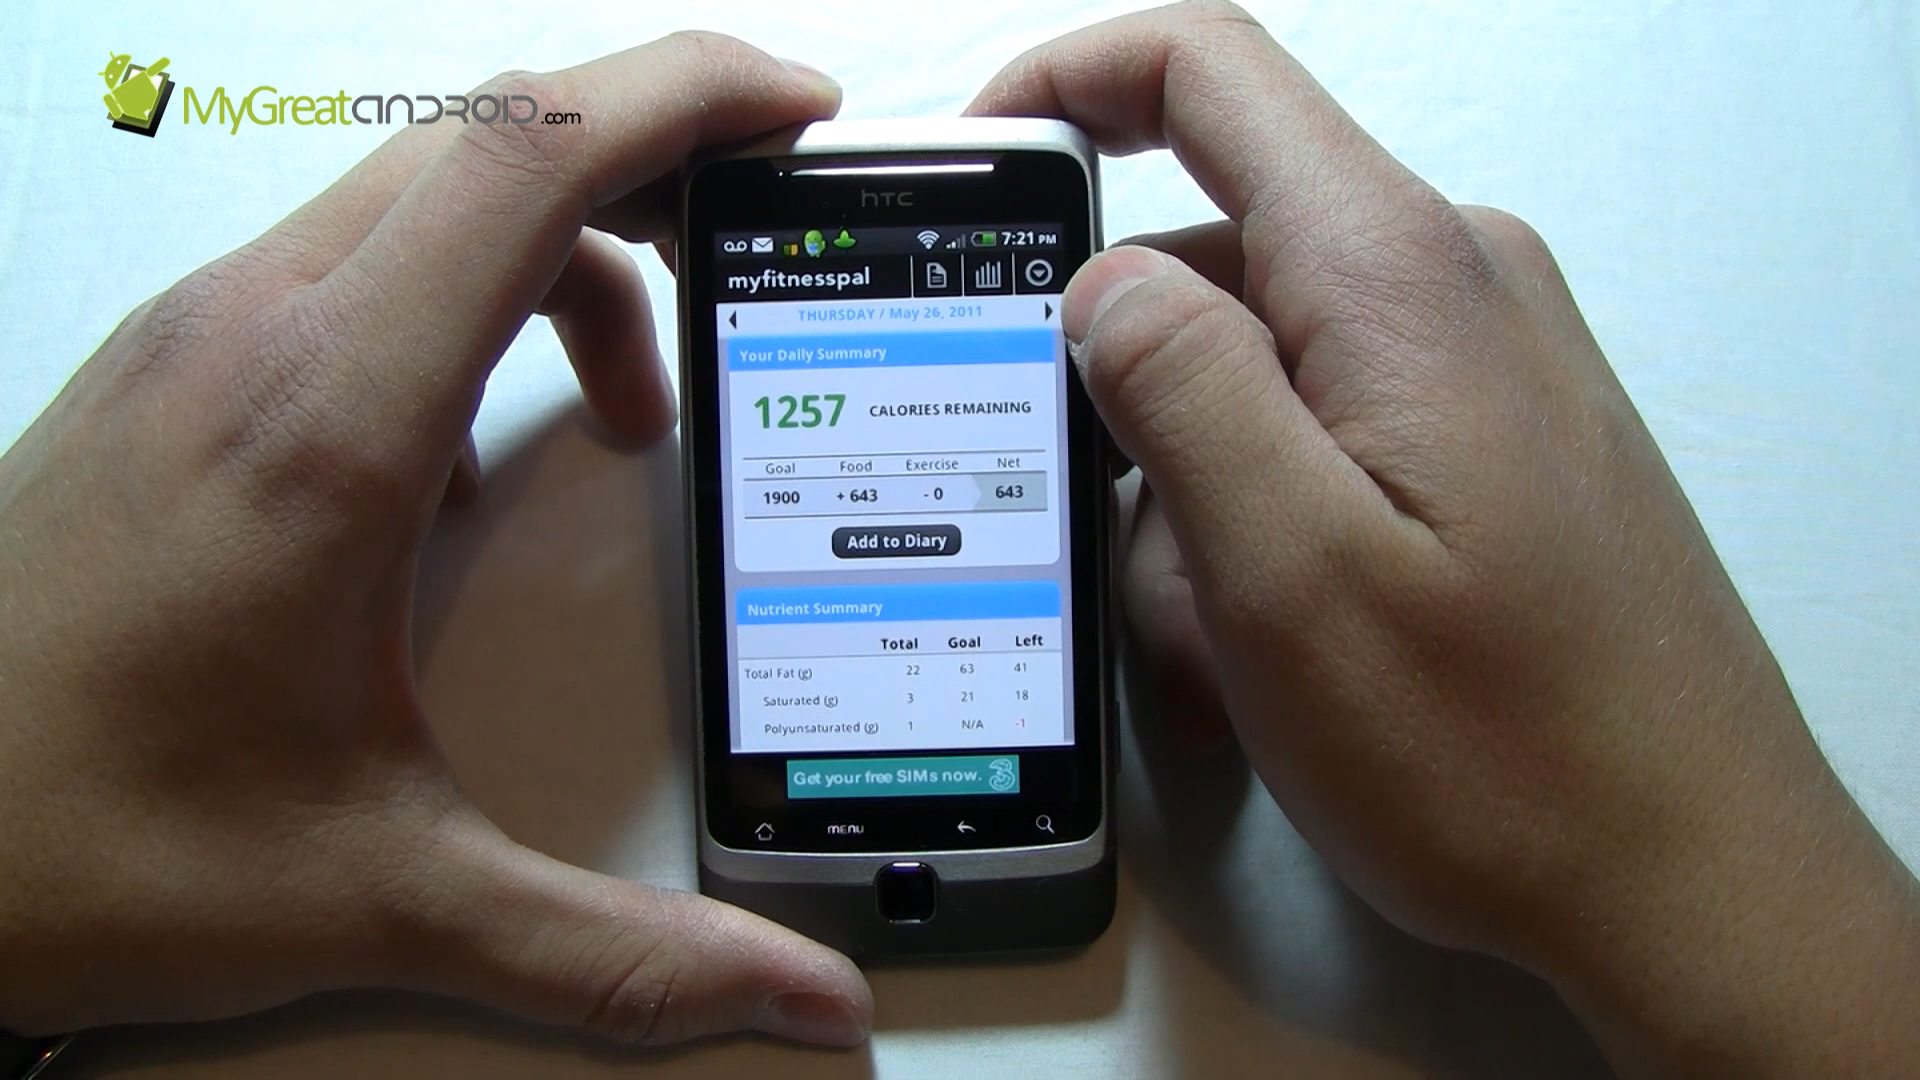 MyGreatANDROID.com
hTC
7:21 PM
myfitnesspal
THURSDAY / May 26, 2011
Your Daily Summary
1257 CALORIES REMAINING
Goal Food Exercise Net
1900 + 643 - 0 643
Add to Diary
Nutrient Summary
Total Goal Left
Total Fat (g) 22 63 41
Saturated (g) 3 21 18
Polyunsaturated (g) 1 N/A -1
Get your free SIMs now. 3
MENU